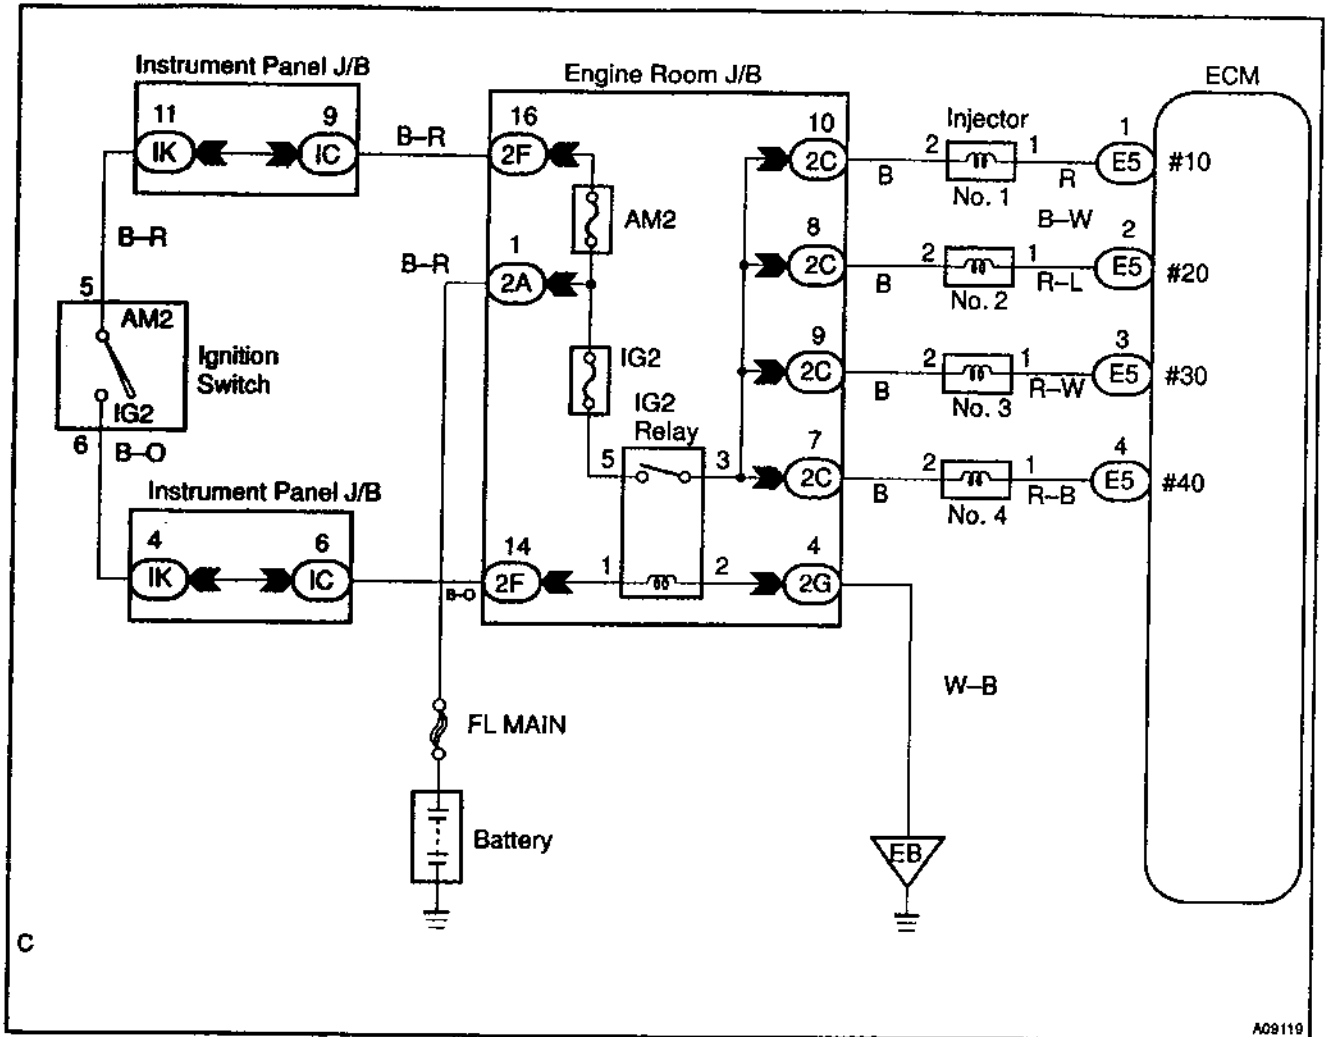 Instrument Panel J/B
Engine Room J/B
ECM
11
9
16
10
Injector
1
IK
IC
B–R
2F
2C
B
2
1
R
E5
#10
No. 1
B–W
AM2
B–R
B–R
1
2A
8
2C
B
2
1
R–L
2
E5
#20
No. 2
5
AM2
Ignition
Switch
IG2
6
B–O
IG2
IG2
Relay
9
2C
B
2
1
R–W
3
E5
#30
No. 3
5
3
7
2C
B
2
1
R–B
4
E5
#40
No. 4
Instrument Panel J/B
4
6
14
4
IK
IC
B–O
2F
1
2
2G
W–B
FL MAIN
Battery
EB
C
A09119